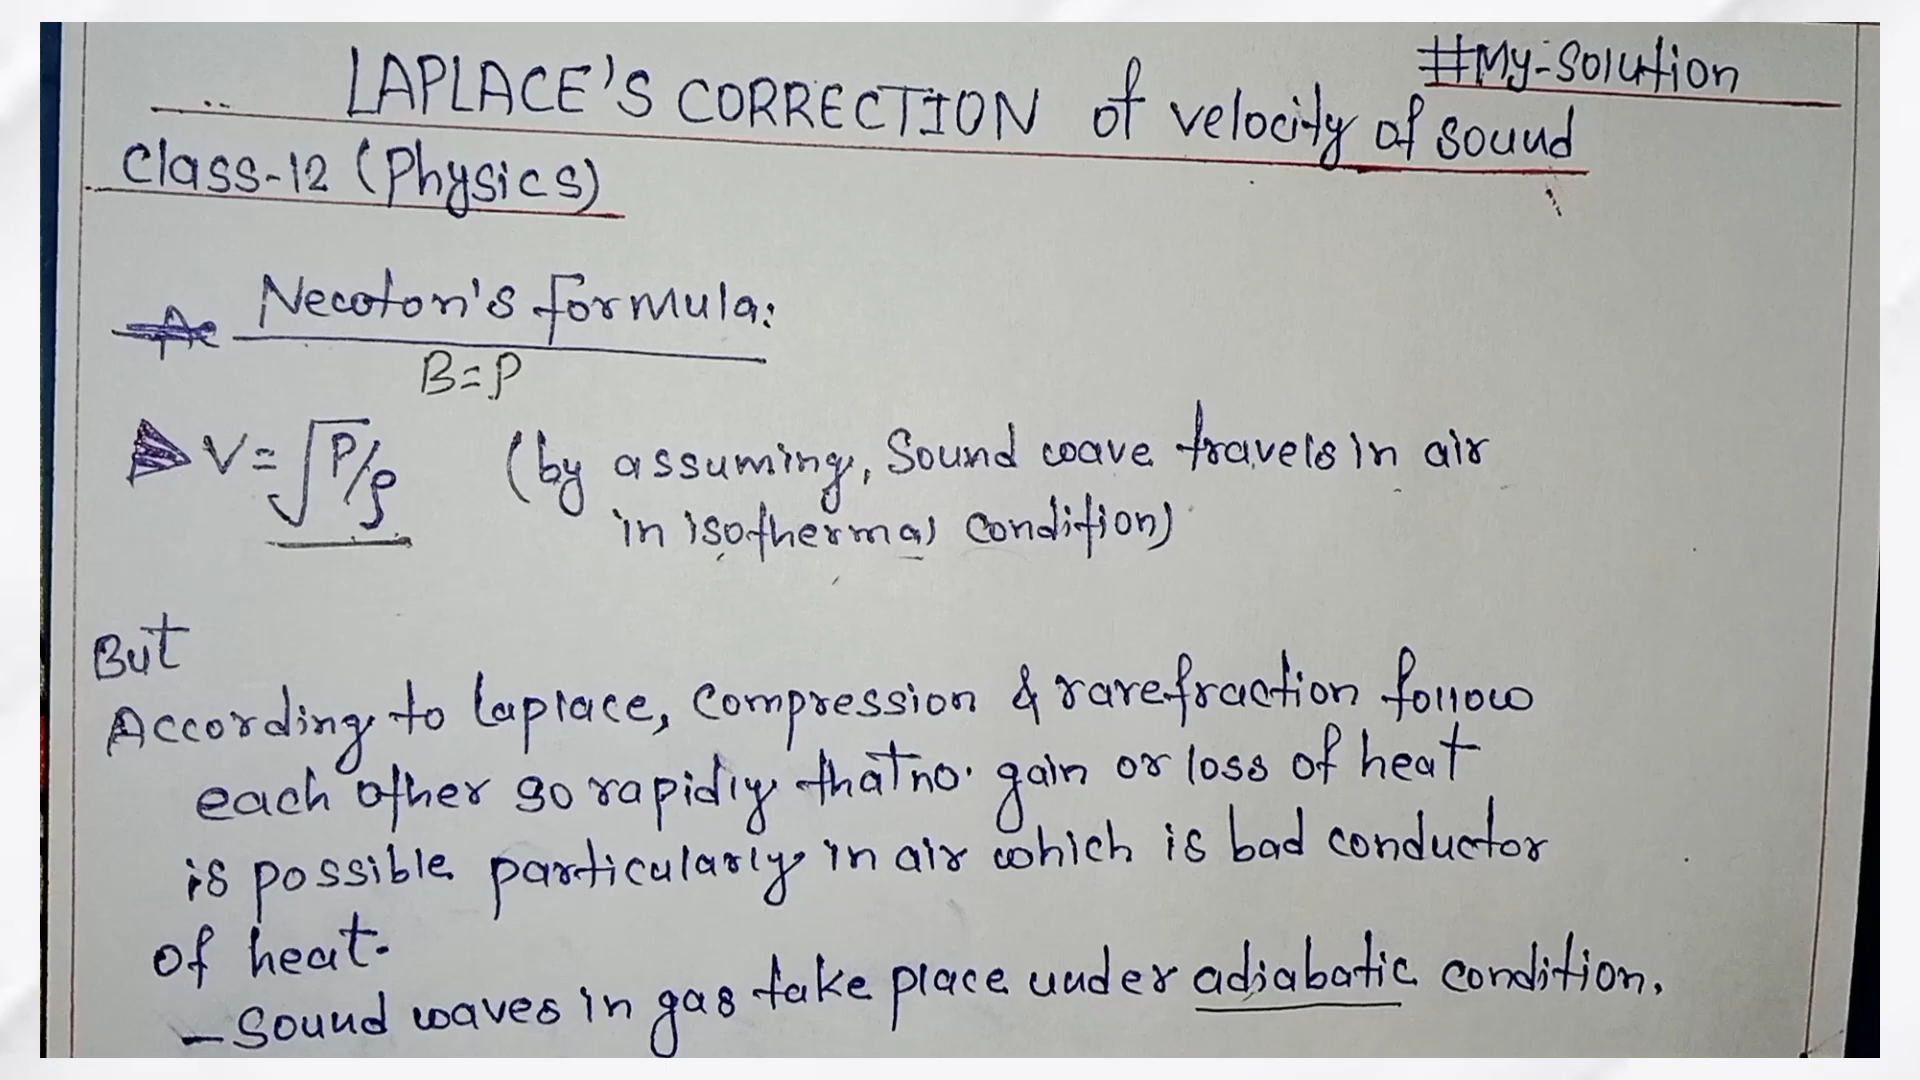 #My-Solution
LAPLACE'S CORRECTION of velocity of sound
Class-12 (Physics)
Newton's formula:
B=P
V=√P/ρ (by assuming, Sound wave travels in air
in isothermal condition)
But
According to Laplace, Compression & rarefraction follow
each other so rapidly that no gain or loss of heat
is possible particularly in air which is bad conductor
of heat.
- Sound waves in gas take place under adiabatic condition.